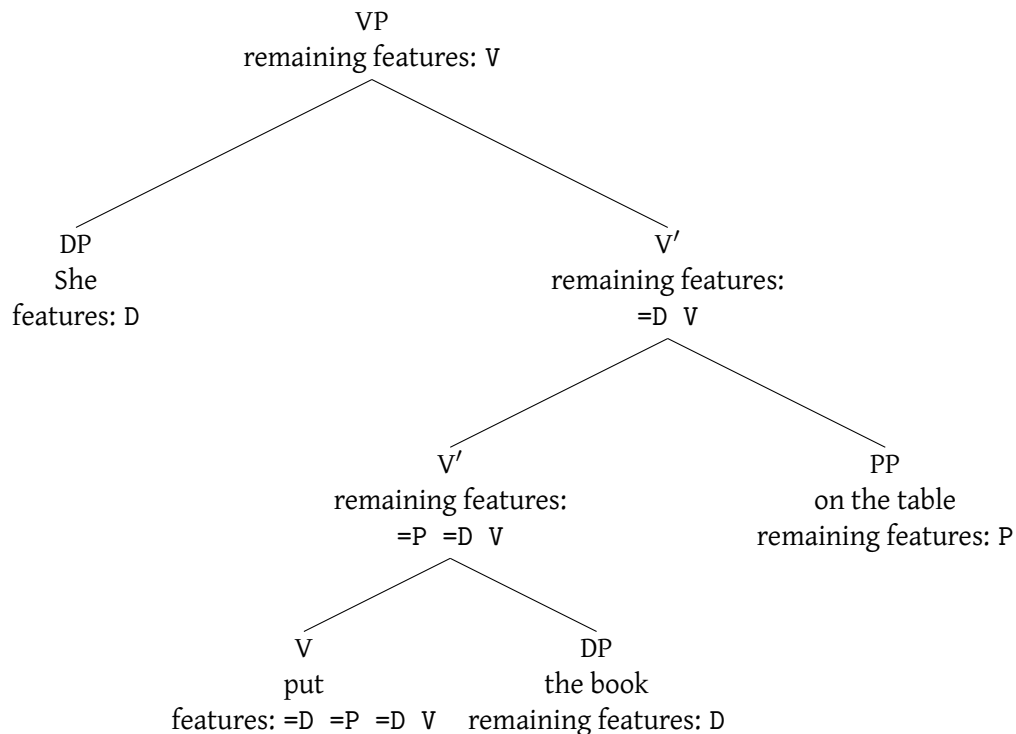 VP
remaining features: V
DP
She
features: D
V′
remaining features:
=D V
V′
remaining features:
=P =D V
PP
on the table
remaining features: P
V
put
features: =D =P =D V
DP
the book
remaining features: D